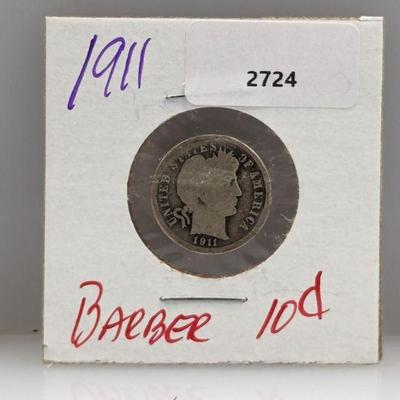 1911
2724
UNITED STATES OF AMERICA
1911
BARBER 10¢